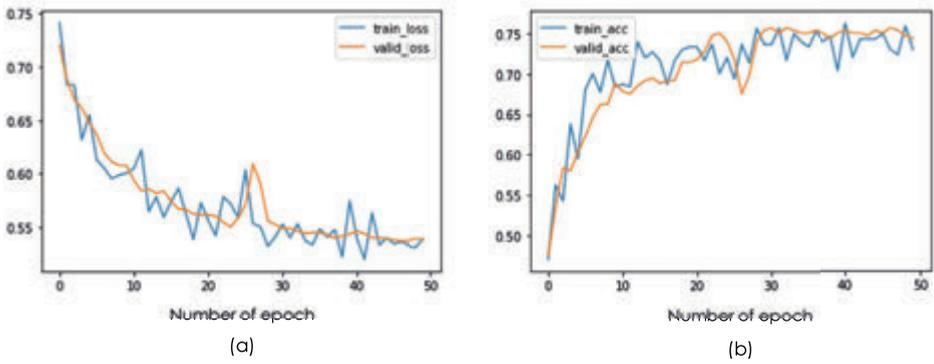 0.75
0.70
0.65
0.60
0.55
train_loss
valid_oss
0 10 20 30 40 50
Number of epoch
(a)
0.75
0.70
0.65
0.60
0.55
0.50
train_acc
valid_acc
0 10 20 30 40 50
Number of epoch
(b)